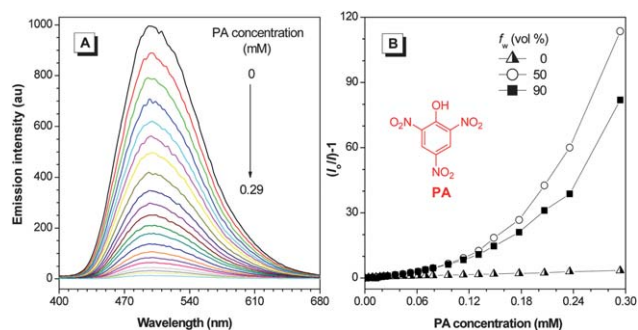 A
PA concentration
(mM)
0
0.29
1000
800
600
400
200
0
Emission intensity (au)
400 470 540 610 680
Wavelength (nm)
B
f_w (vol %)
0
50
90
OH
O₂N NO₂
NO₂
PA
120
90
60
30
0
(I_o/I)-1
0.00 0.06 0.12 0.18 0.24 0.30
PA concentration (mM)